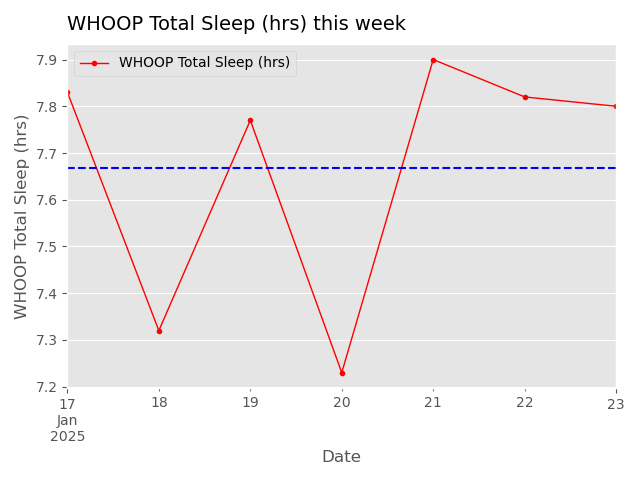 WHOOP Total Sleep (hrs) this week
WHOOP Total Sleep (hrs)
WHOOP Total Sleep (hrs)
7.9
7.8
7.7
7.6
7.5
7.4
7.3
7.2
17 18 19 20 21 22 23
Jan
2025
Date